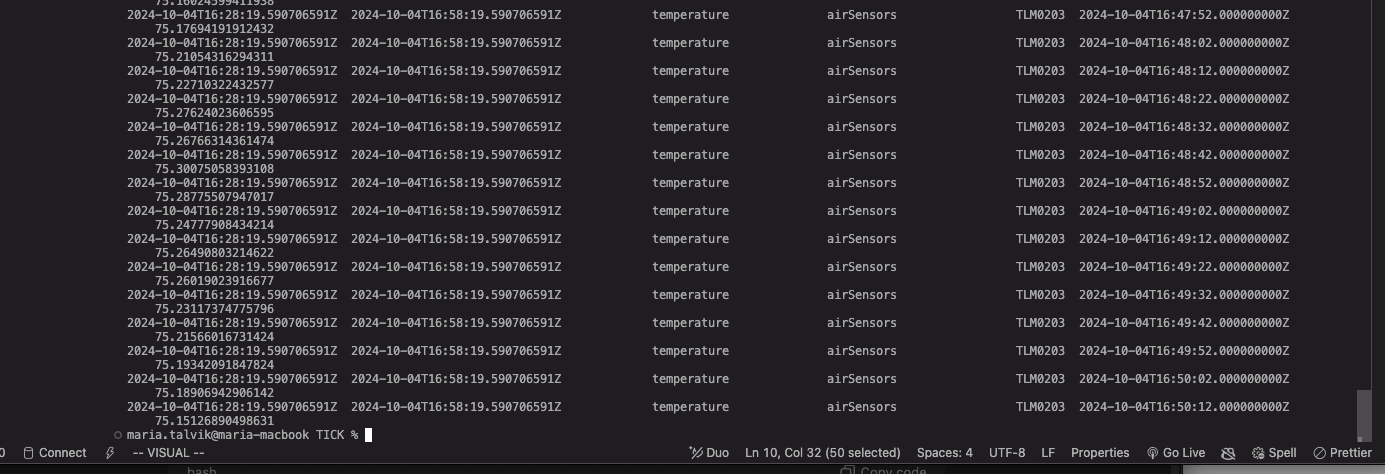 75.16024599411938
2024-10-04T16:28:19.590706591Z 2024-10-04T16:58:19.590706591Z temperature airSensors TLM0203 2024-10-04T16:47:52.000000000Z
75.17694191912432
2024-10-04T16:28:19.590706591Z 2024-10-04T16:58:19.590706591Z temperature airSensors TLM0203 2024-10-04T16:48:02.000000000Z
75.21054316294311
2024-10-04T16:28:19.590706591Z 2024-10-04T16:58:19.590706591Z temperature airSensors TLM0203 2024-10-04T16:48:12.000000000Z
75.22710322432577
2024-10-04T16:28:19.590706591Z 2024-10-04T16:58:19.590706591Z temperature airSensors TLM0203 2024-10-04T16:48:22.000000000Z
75.27624023606595
2024-10-04T16:28:19.590706591Z 2024-10-04T16:58:19.590706591Z temperature airSensors TLM0203 2024-10-04T16:48:32.000000000Z
75.26766314361474
2024-10-04T16:28:19.590706591Z 2024-10-04T16:58:19.590706591Z temperature airSensors TLM0203 2024-10-04T16:48:42.000000000Z
75.30075058393108
2024-10-04T16:28:19.590706591Z 2024-10-04T16:58:19.590706591Z temperature airSensors TLM0203 2024-10-04T16:48:52.000000000Z
75.28775507947017
2024-10-04T16:28:19.590706591Z 2024-10-04T16:58:19.590706591Z temperature airSensors TLM0203 2024-10-04T16:49:02.000000000Z
75.24777908434214
2024-10-04T16:28:19.590706591Z 2024-10-04T16:58:19.590706591Z temperature airSensors TLM0203 2024-10-04T16:49:12.000000000Z
75.26490803214622
2024-10-04T16:28:19.590706591Z 2024-10-04T16:58:19.590706591Z temperature airSensors TLM0203 2024-10-04T16:49:22.000000000Z
75.26019023916677
2024-10-04T16:28:19.590706591Z 2024-10-04T16:58:19.590706591Z temperature airSensors TLM0203 2024-10-04T16:49:32.000000000Z
75.23117374775796
2024-10-04T16:28:19.590706591Z 2024-10-04T16:58:19.590706591Z temperature airSensors TLM0203 2024-10-04T16:49:42.000000000Z
75.21566016731424
2024-10-04T16:28:19.590706591Z 2024-10-04T16:58:19.590706591Z temperature airSensors TLM0203 2024-10-04T16:49:52.000000000Z
75.19342091847824
2024-10-04T16:28:19.590706591Z 2024-10-04T16:58:19.590706591Z temperature airSensors TLM0203 2024-10-04T16:50:02.000000000Z
75.18906942906142
2024-10-04T16:28:19.590706591Z 2024-10-04T16:58:19.590706591Z temperature airSensors TLM0203 2024-10-04T16:50:12.000000000Z
75.15126890498631
maria.talvik@maria-macbook TICK %
0 Connect -- VISUAL -- Duo Ln 10, Col 32 (50 selected) Spaces: 4 UTF-8 LF Properties Go Live Spell Prettier
bash Copy code